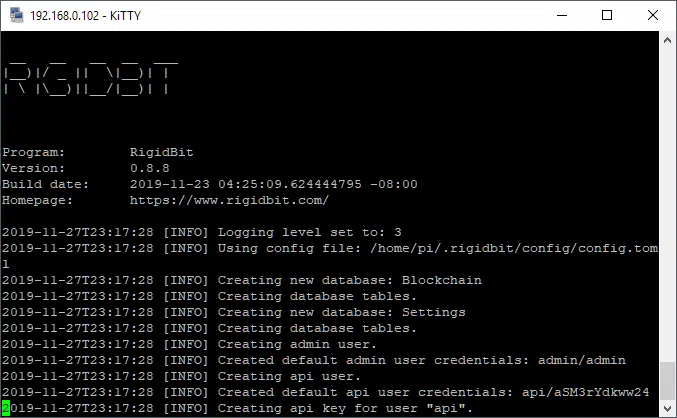 192.168.0.102 - KiTTY
RIGIDBIT
Program: RigidBit
Version: 0.8.8
Build date: 2019-11-23 04:25:09.624444795 -08:00
Homepage: https://www.rigidbit.com/
2019-11-27T23:17:28 [INFO] Logging level set to: 3
2019-11-27T23:17:28 [INFO] Using config file: /home/pi/.rigidbit/config/config.tom
l
2019-11-27T23:17:28 [INFO] Creating new database: Blockchain
2019-11-27T23:17:28 [INFO] Creating database tables.
2019-11-27T23:17:28 [INFO] Creating new database: Settings
2019-11-27T23:17:28 [INFO] Creating database tables.
2019-11-27T23:17:28 [INFO] Creating admin user.
2019-11-27T23:17:28 [INFO] Created default admin user credentials: admin/admin
2019-11-27T23:17:28 [INFO] Creating api user.
2019-11-27T23:17:28 [INFO] Created default api user credentials: api/aSM3rYdkww24
2019-11-27T23:17:28 [INFO] Creating api key for user "api".